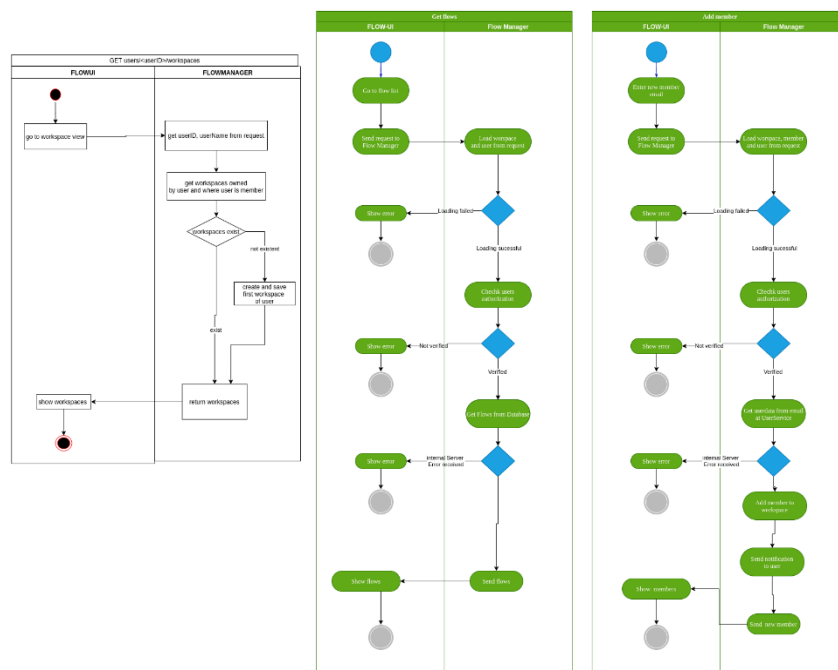 GET users/<userID>/workspaces
FLOWUI
FLOWMANAGER
go to workspace view
get userID, userName from request
get workspaces owned
by user and where user is member
workspaces exist
not existent
create and save
first workspace
of user
exist
return workspaces
show workspaces
Get flows
FLOW-UI
Flow Manager
Go to flow list
Send request to
Flow Manager
Load worspace
and user from request
Loading failed
Show error
Loading sucessful
Chechk users
authorization
Not verified
Show error
Verified
Get Flows from Database
Internal Server
Error received
Show error
Send flows
Show flows
Add member
FLOW-UI
Flow Manager
Enter new member
email
Send request to
Flow Manager
Load worspace, member
and user from request
Loading failed
Show error
Loading sucessful
Chechk users
authorization
Not verified
Show error
Verified
Get userdata from email
at UserService
Internal Server
Error received
Show error
Add member to
workspace
Send notification
to user
Show members
Send new member